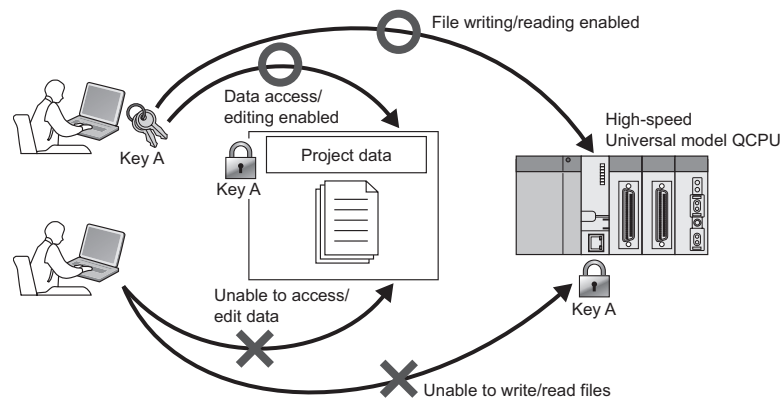 File writing/reading enabled
Data access/
editing enabled
Key A
Project data
Key A
High-speed
Universal model QCPU
Key A
Unable to access/
edit data
Unable to write/read files